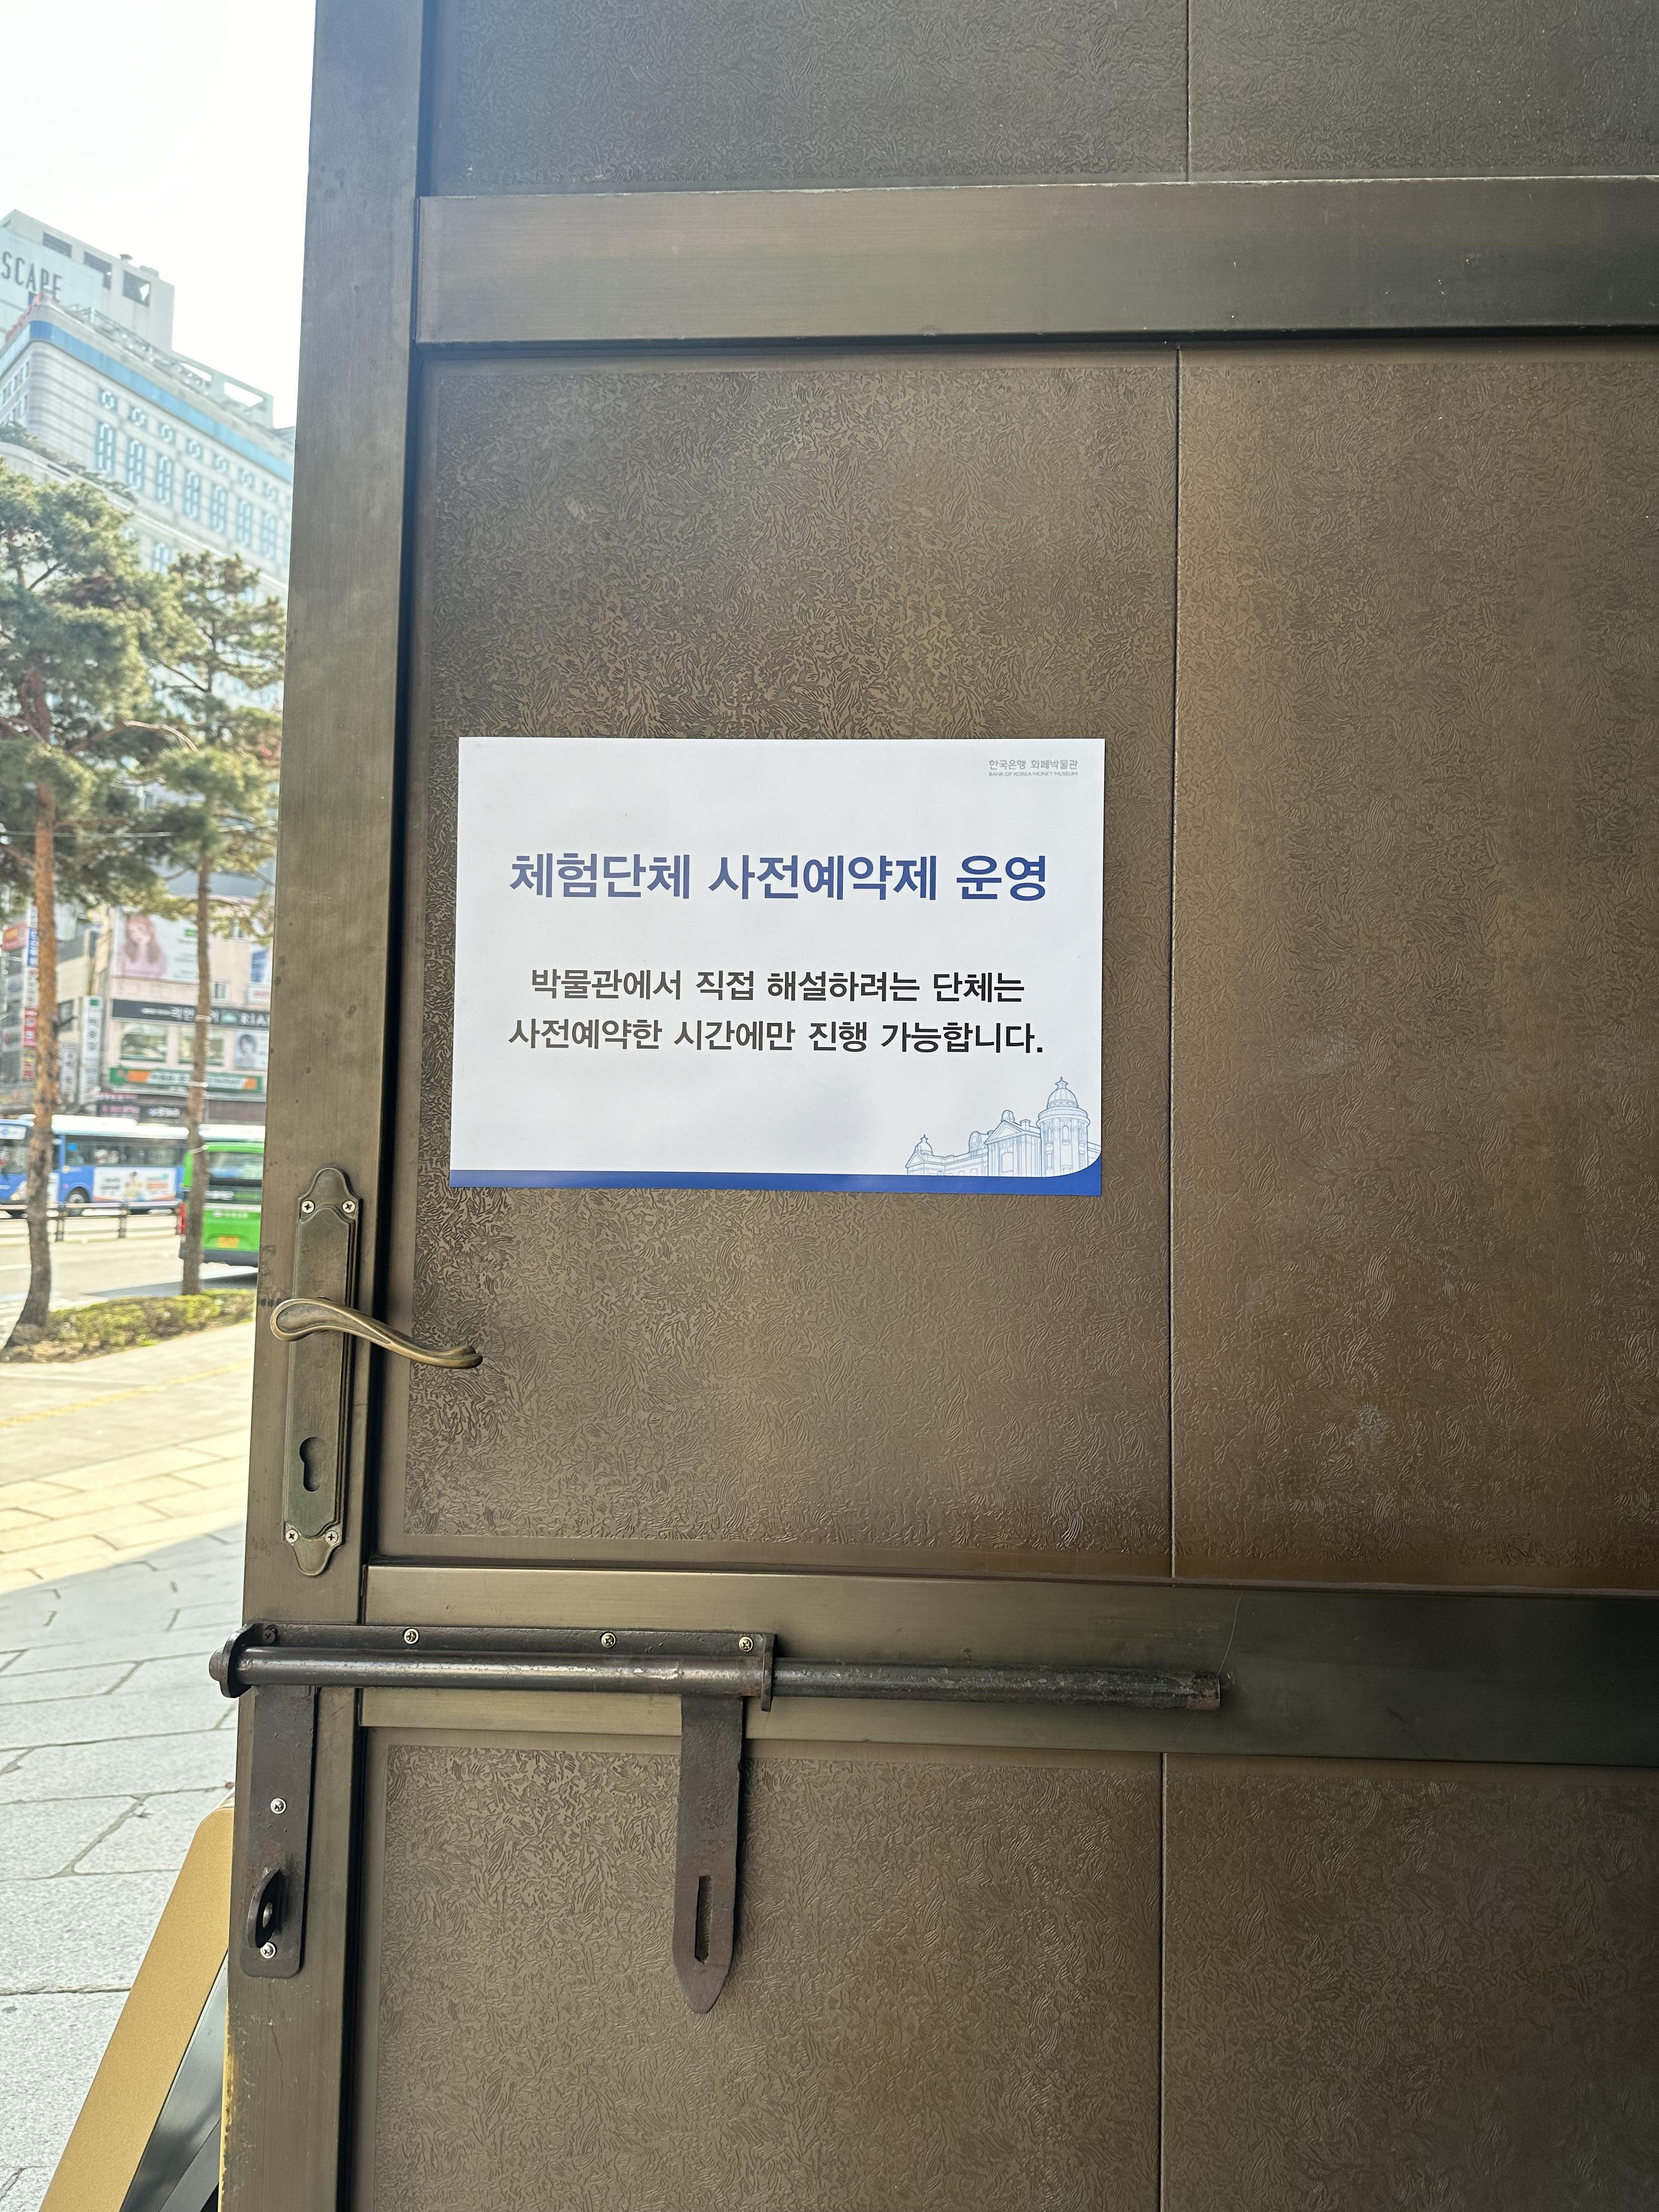 SCAPE
한국은행 화폐박물관
BANK OF KOREA MONEY MUSEUM
체험단체 사전예약제 운영
박물관에서 직접 해설하려는 단체는
사전예약한 시간에만 진행 가능합니다.